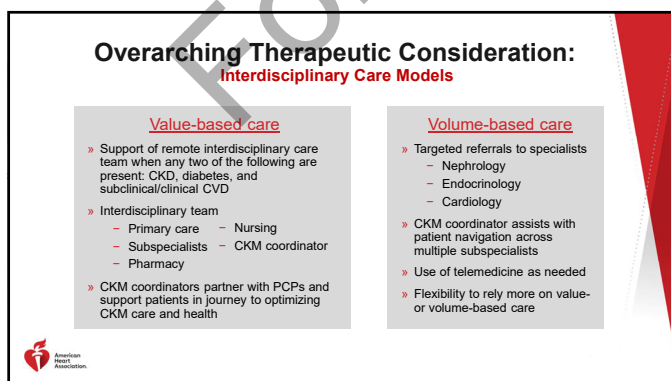 Overarching Therapeutic Consideration:
Interdisciplinary Care Models
Value-based care
» Support of remote interdisciplinary care
team when any two of the following are
present: CKD, diabetes, and
subclinical/clinical CVD
» Interdisciplinary team
− Primary care − Nursing
− Subspecialists − CKM coordinator
− Pharmacy
» CKM coordinators partner with PCPs and
support patients in journey to optimizing
CKM care and health
Volume-based care
» Targeted referrals to specialists
− Nephrology
− Endocrinology
− Cardiology
» CKM coordinator assists with
patient navigation across
multiple subspecialists
» Use of telemedicine as needed
» Flexibility to rely more on value-
or volume-based care
American
Heart
Association.